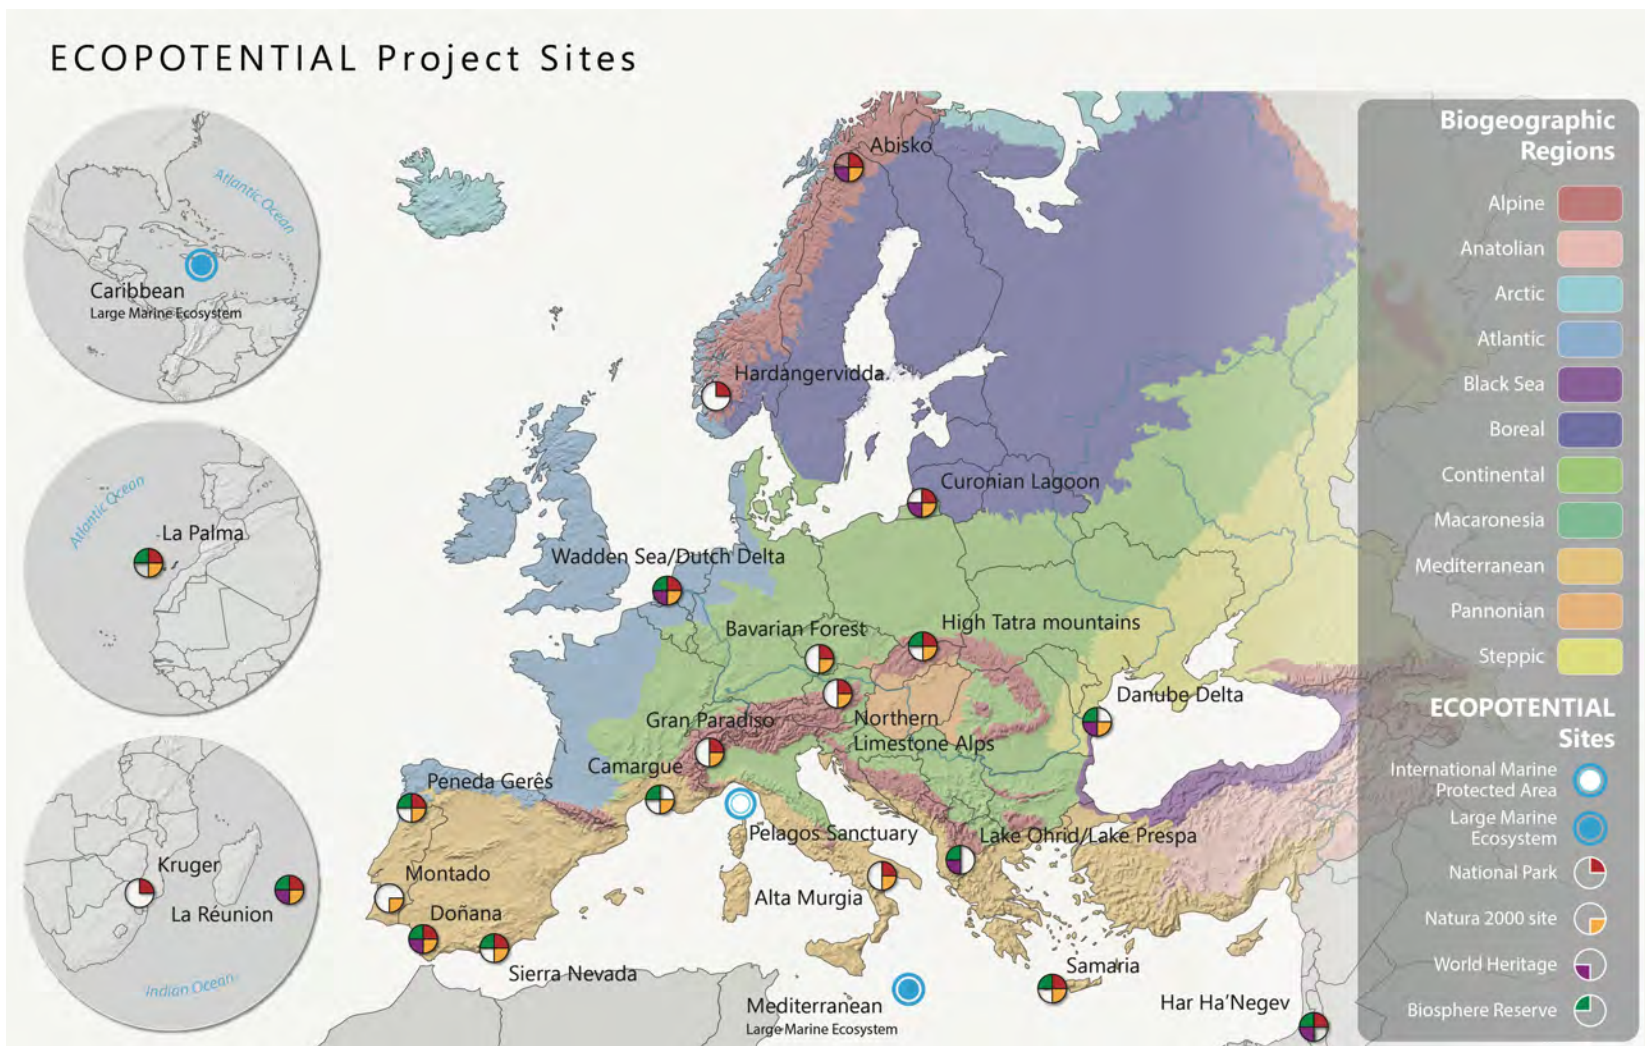 ECOPOTENTIAL Project Sites
Atlantic Ocean
Caribbean
Large Marine Ecosystem
Atlantic Ocean
La Palma
Kruger
La Réunion
Indian Ocean
Abisko
Hardangervidda
Curonian Lagoon
Wadden Sea/Dutch Delta
Bavarian Forest
High Tatra mountains
Danube Delta
Gran Paradiso
Northern
Limestone Alps
Camargue
Peneda Gerês
Pelagos Sanctuary
Lake Ohrid/Lake Prespa
Montado
Alta Murgia
Doñana
Sierra Nevada
Samaria
Mediterranean
Large Marine Ecosystem
Har Ha'Negev
Biogeographic
Regions
Alpine
Anatolian
Arctic
Atlantic
Black Sea
Boreal
Continental
Macaronesia
Mediterranean
Pannonian
Steppic
ECOPOTENTIAL
Sites
International Marine
Protected Area
Large Marine
Ecosystem
National Park
Natura 2000 site
World Heritage
Biosphere Reserve